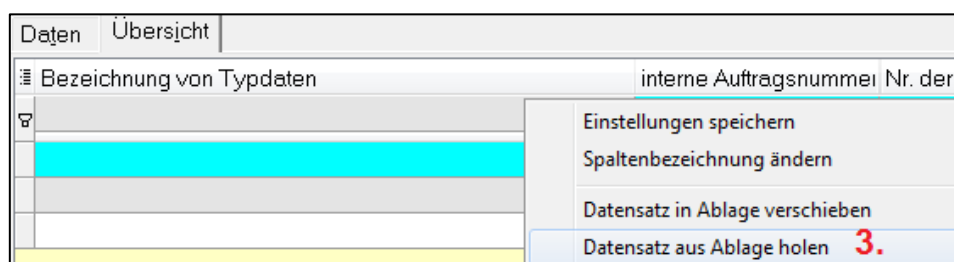 Daten Übersicht
Bezeichnung von Typdaten interne Auftragsnummer Nr. der
Einstellungen speichern
Spaltenbezeichnung ändern
Datensatz in Ablage verschieben
Datensatz aus Ablage holen 3.